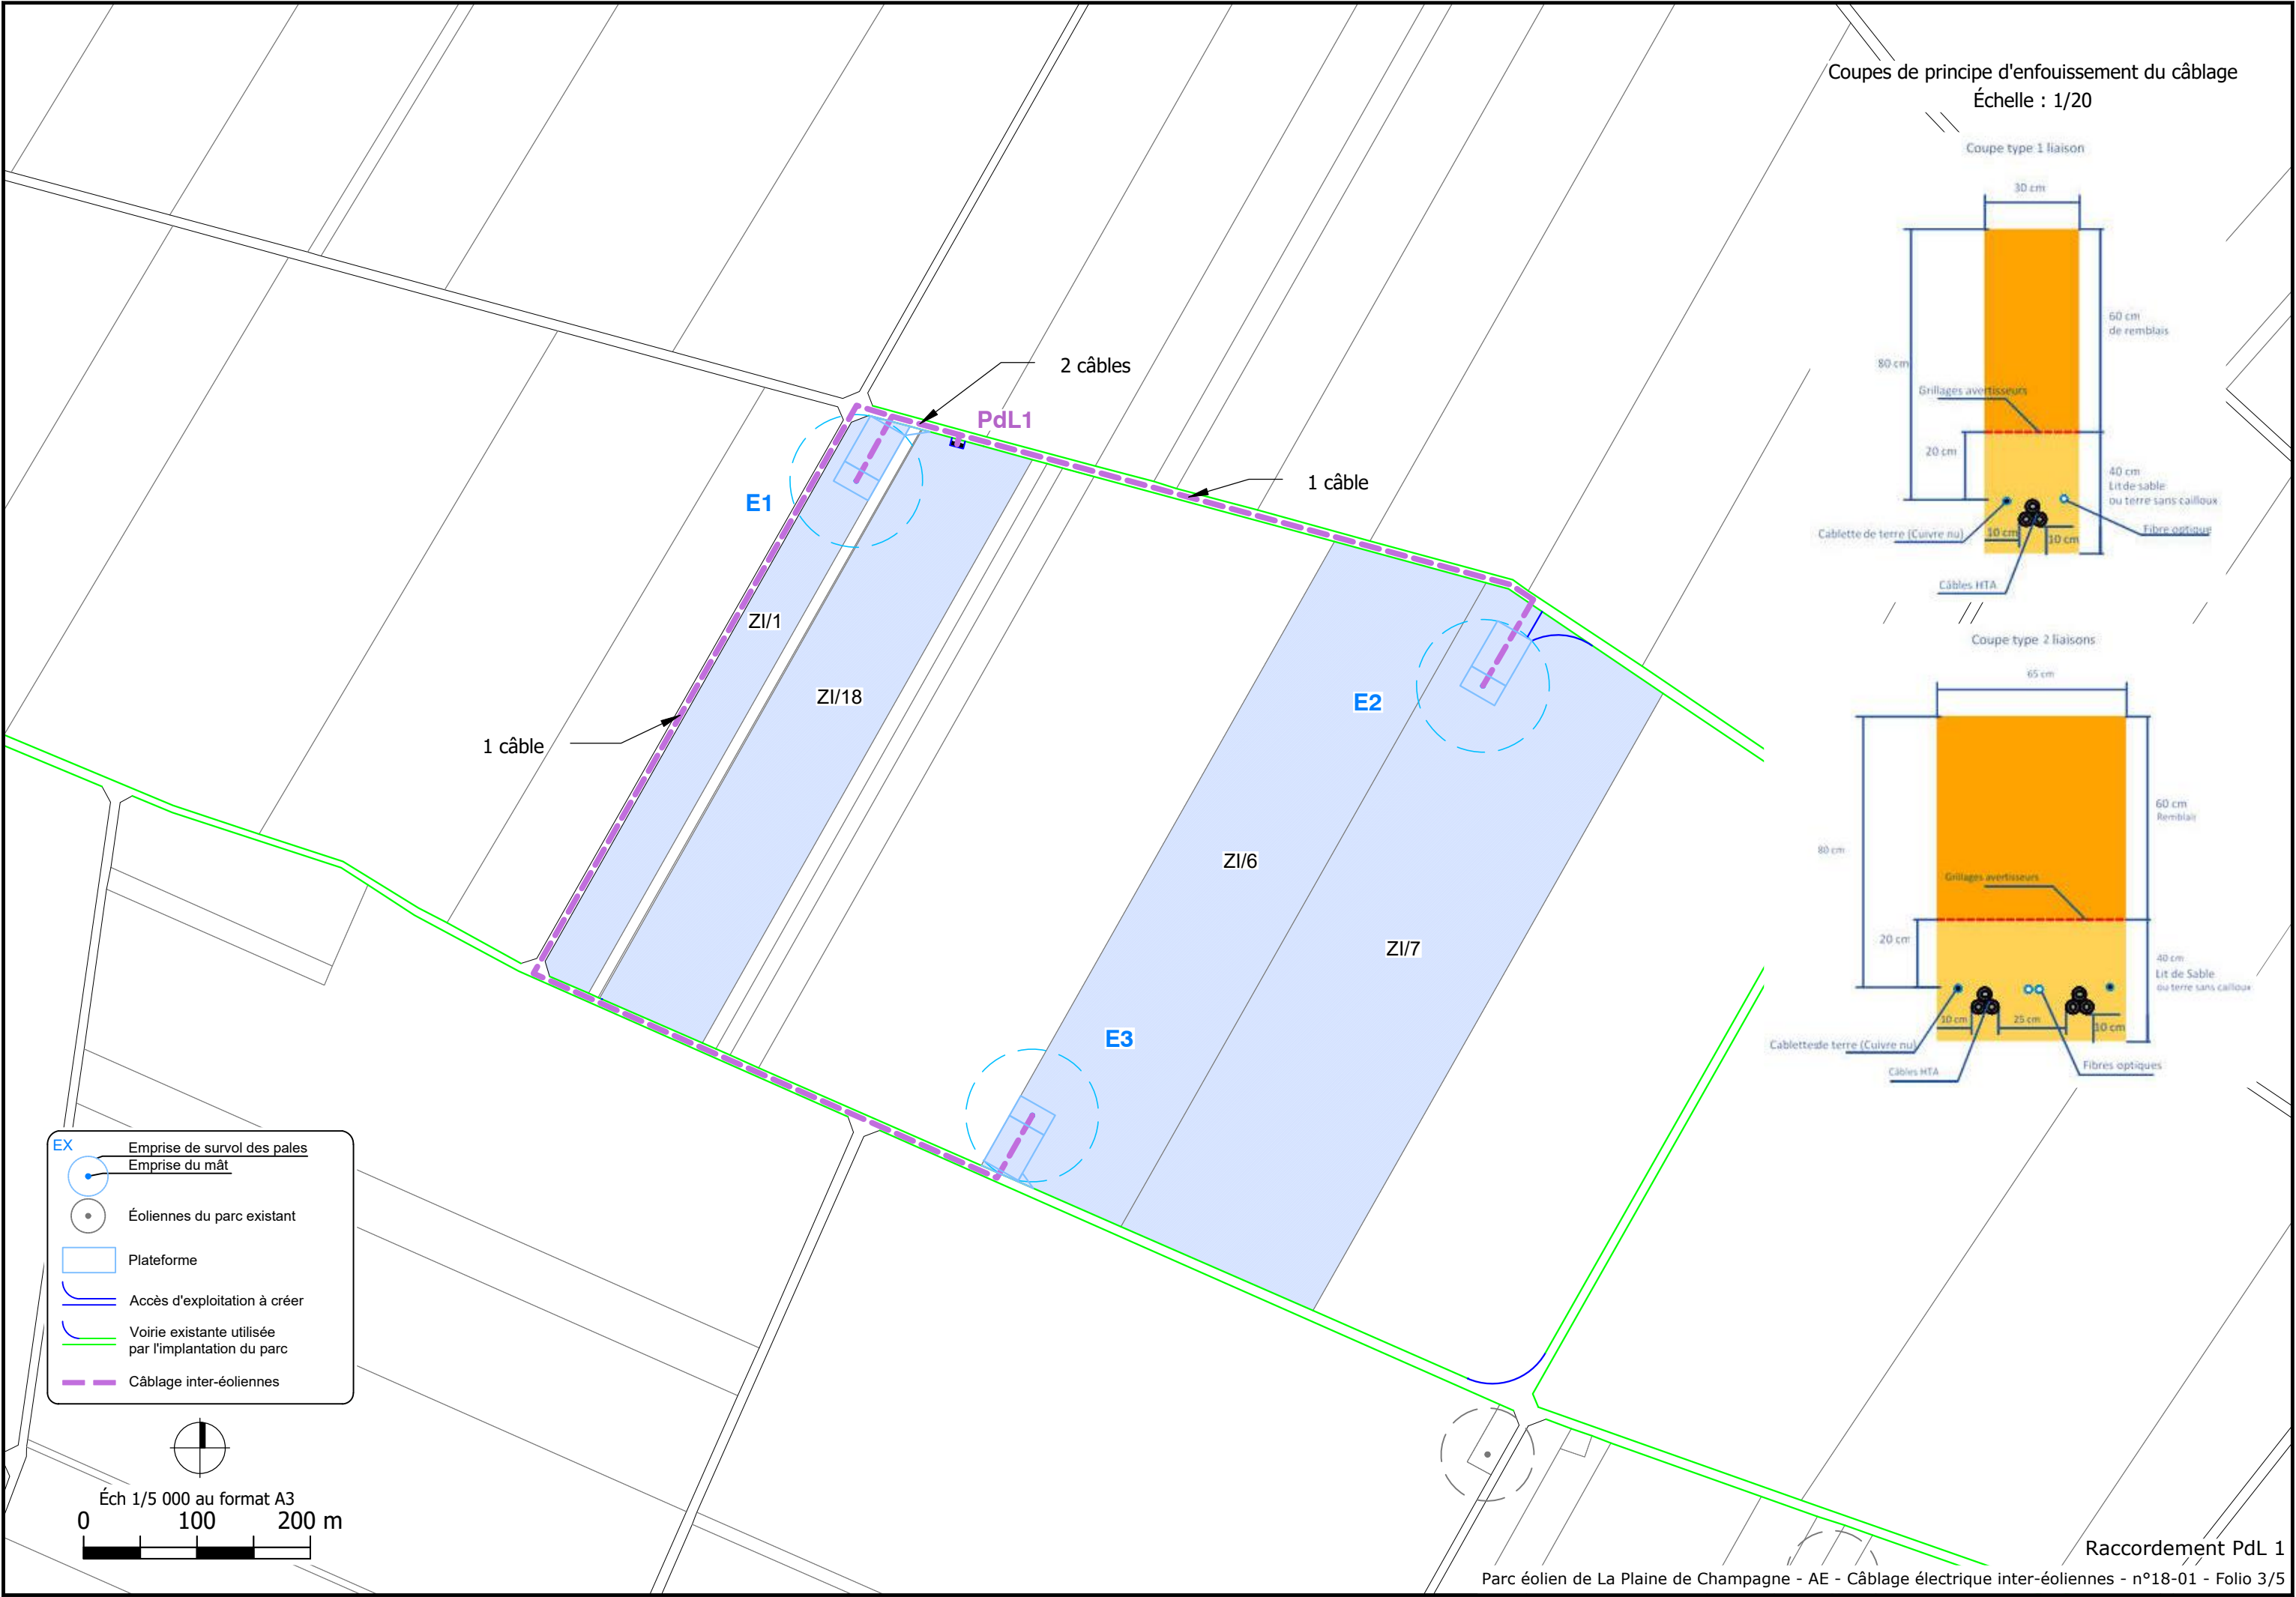 Coupes de principe d'enfouissement du câblage
Échelle : 1/20
Coupe type 1 liaison
30 cm
60 cm
de remblais
80 cm
Grillages avertisseurs
20 cm
40 cm
Lit de sable
ou terre sans cailloux
Cablette de terre (Cuivre nu)
10 cm
10 cm
Fibre optique
Câbles HTA
Coupe type 2 liaisons
65 cm
60 cm
Remblais
80 cm
Grillages avertisseurs
20 cm
40 cm
Lit de Sable
ou terre sans cailloux
10 cm
25 cm
10 cm
Cablettes de terre (Cuivre nu)
Fibres optiques
Câbles HTA
2 câbles
PdL1
1 câble
E1
ZI/1
ZI/18
E2
1 câble
ZI/6
ZI/7
E3
EX
Emprise de survol des pales
Emprise du mât
Éoliennes du parc existant
Plateforme
Accès d'exploitation à créer
Voirie existante utilisée
par l'implantation du parc
Câblage inter-éoliennes
Éch 1/5 000 au format A3
0 100 200 m
Raccordement PdL 1
Parc éolien de La Plaine de Champagne - AE - Câblage électrique inter-éoliennes - n°18-01 - Folio 3/5